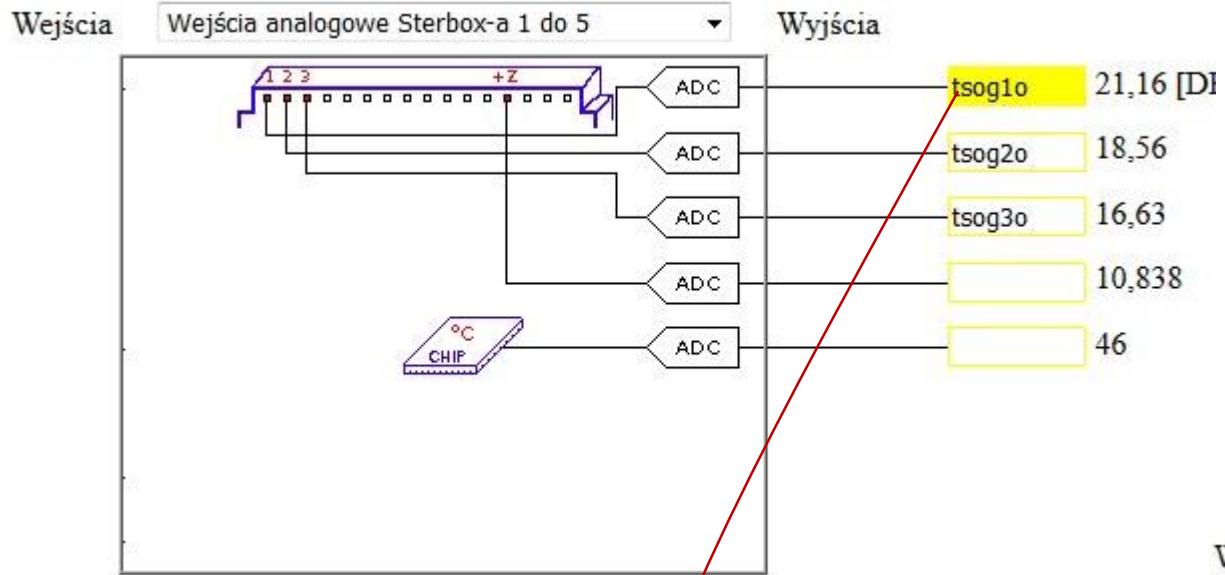 Wejścia
Wejścia analogowe Sterbox-a 1 do 5
Wyjścia
1 2 3 +Z
ADC
tsog1o
21,16 [
ADC
tsog2o
18,56
ADC
tsog3o
16,63
ADC
10,838
°C
CHIP
ADC
46